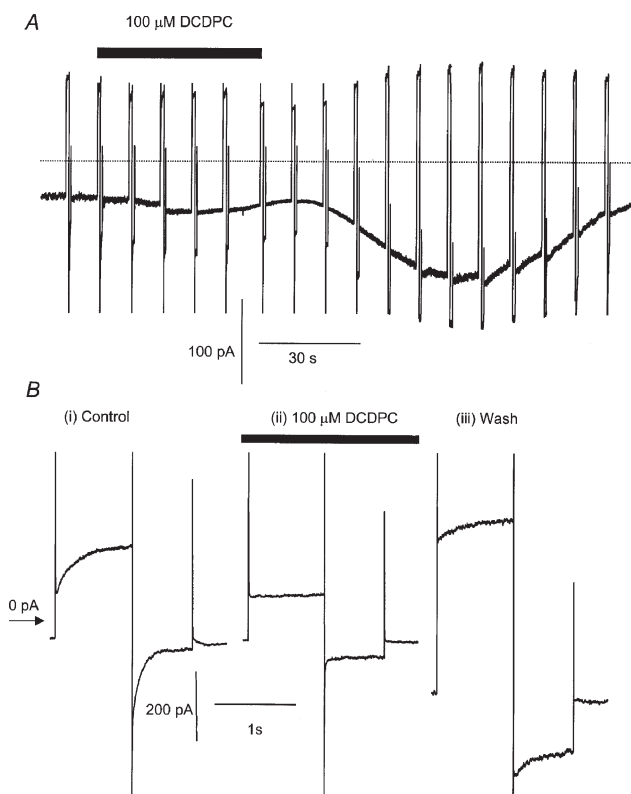 A
100 µM DCDPC
100 pA
30 s
B
(i) Control
(ii) 100 µM DCDPC
(iii) Wash
0 pA
200 pA
1s